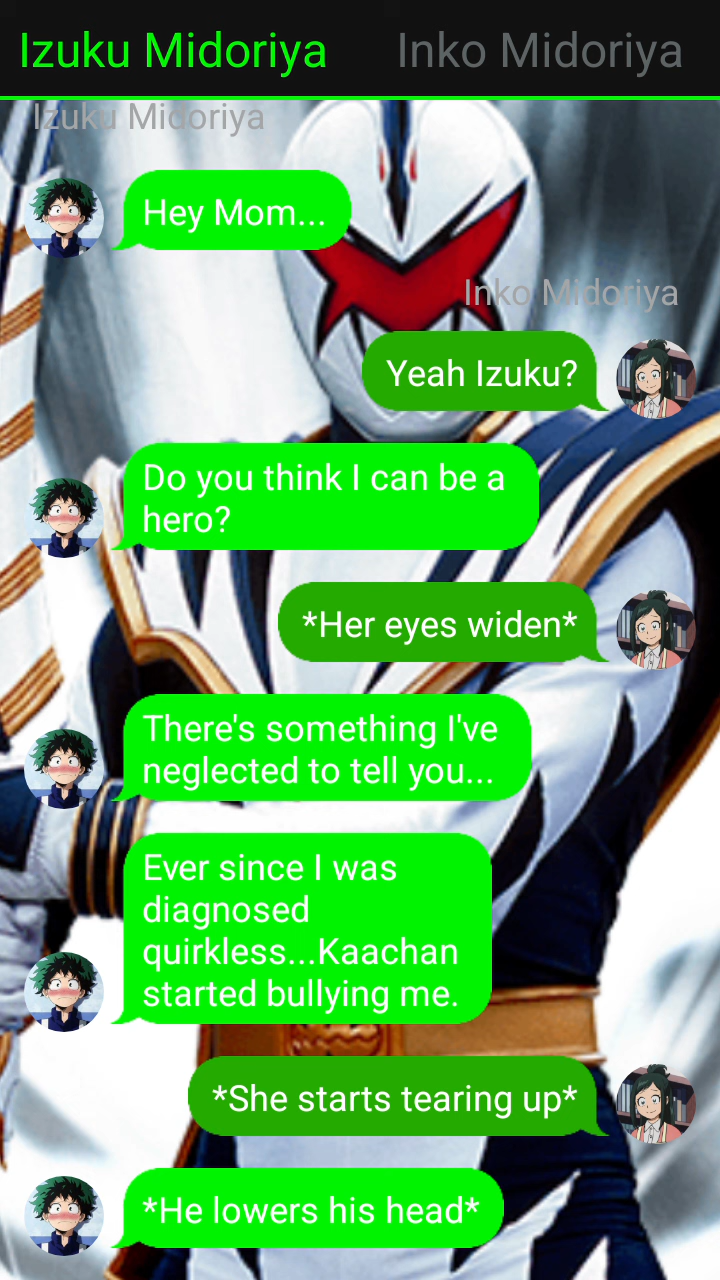 Izuku Midoriya
Inko Midoriya
Izuku Midoriya
Hey Mom...
Inko Midoriya
Yeah Izuku?
Do you think I can be a
hero?
*Her eyes widen*
There's something I've
neglected to tell you...
Ever since I was
diagnosed
quirkless...Kaachan
started bullying me.
*She starts tearing up*
*He lowers his head*